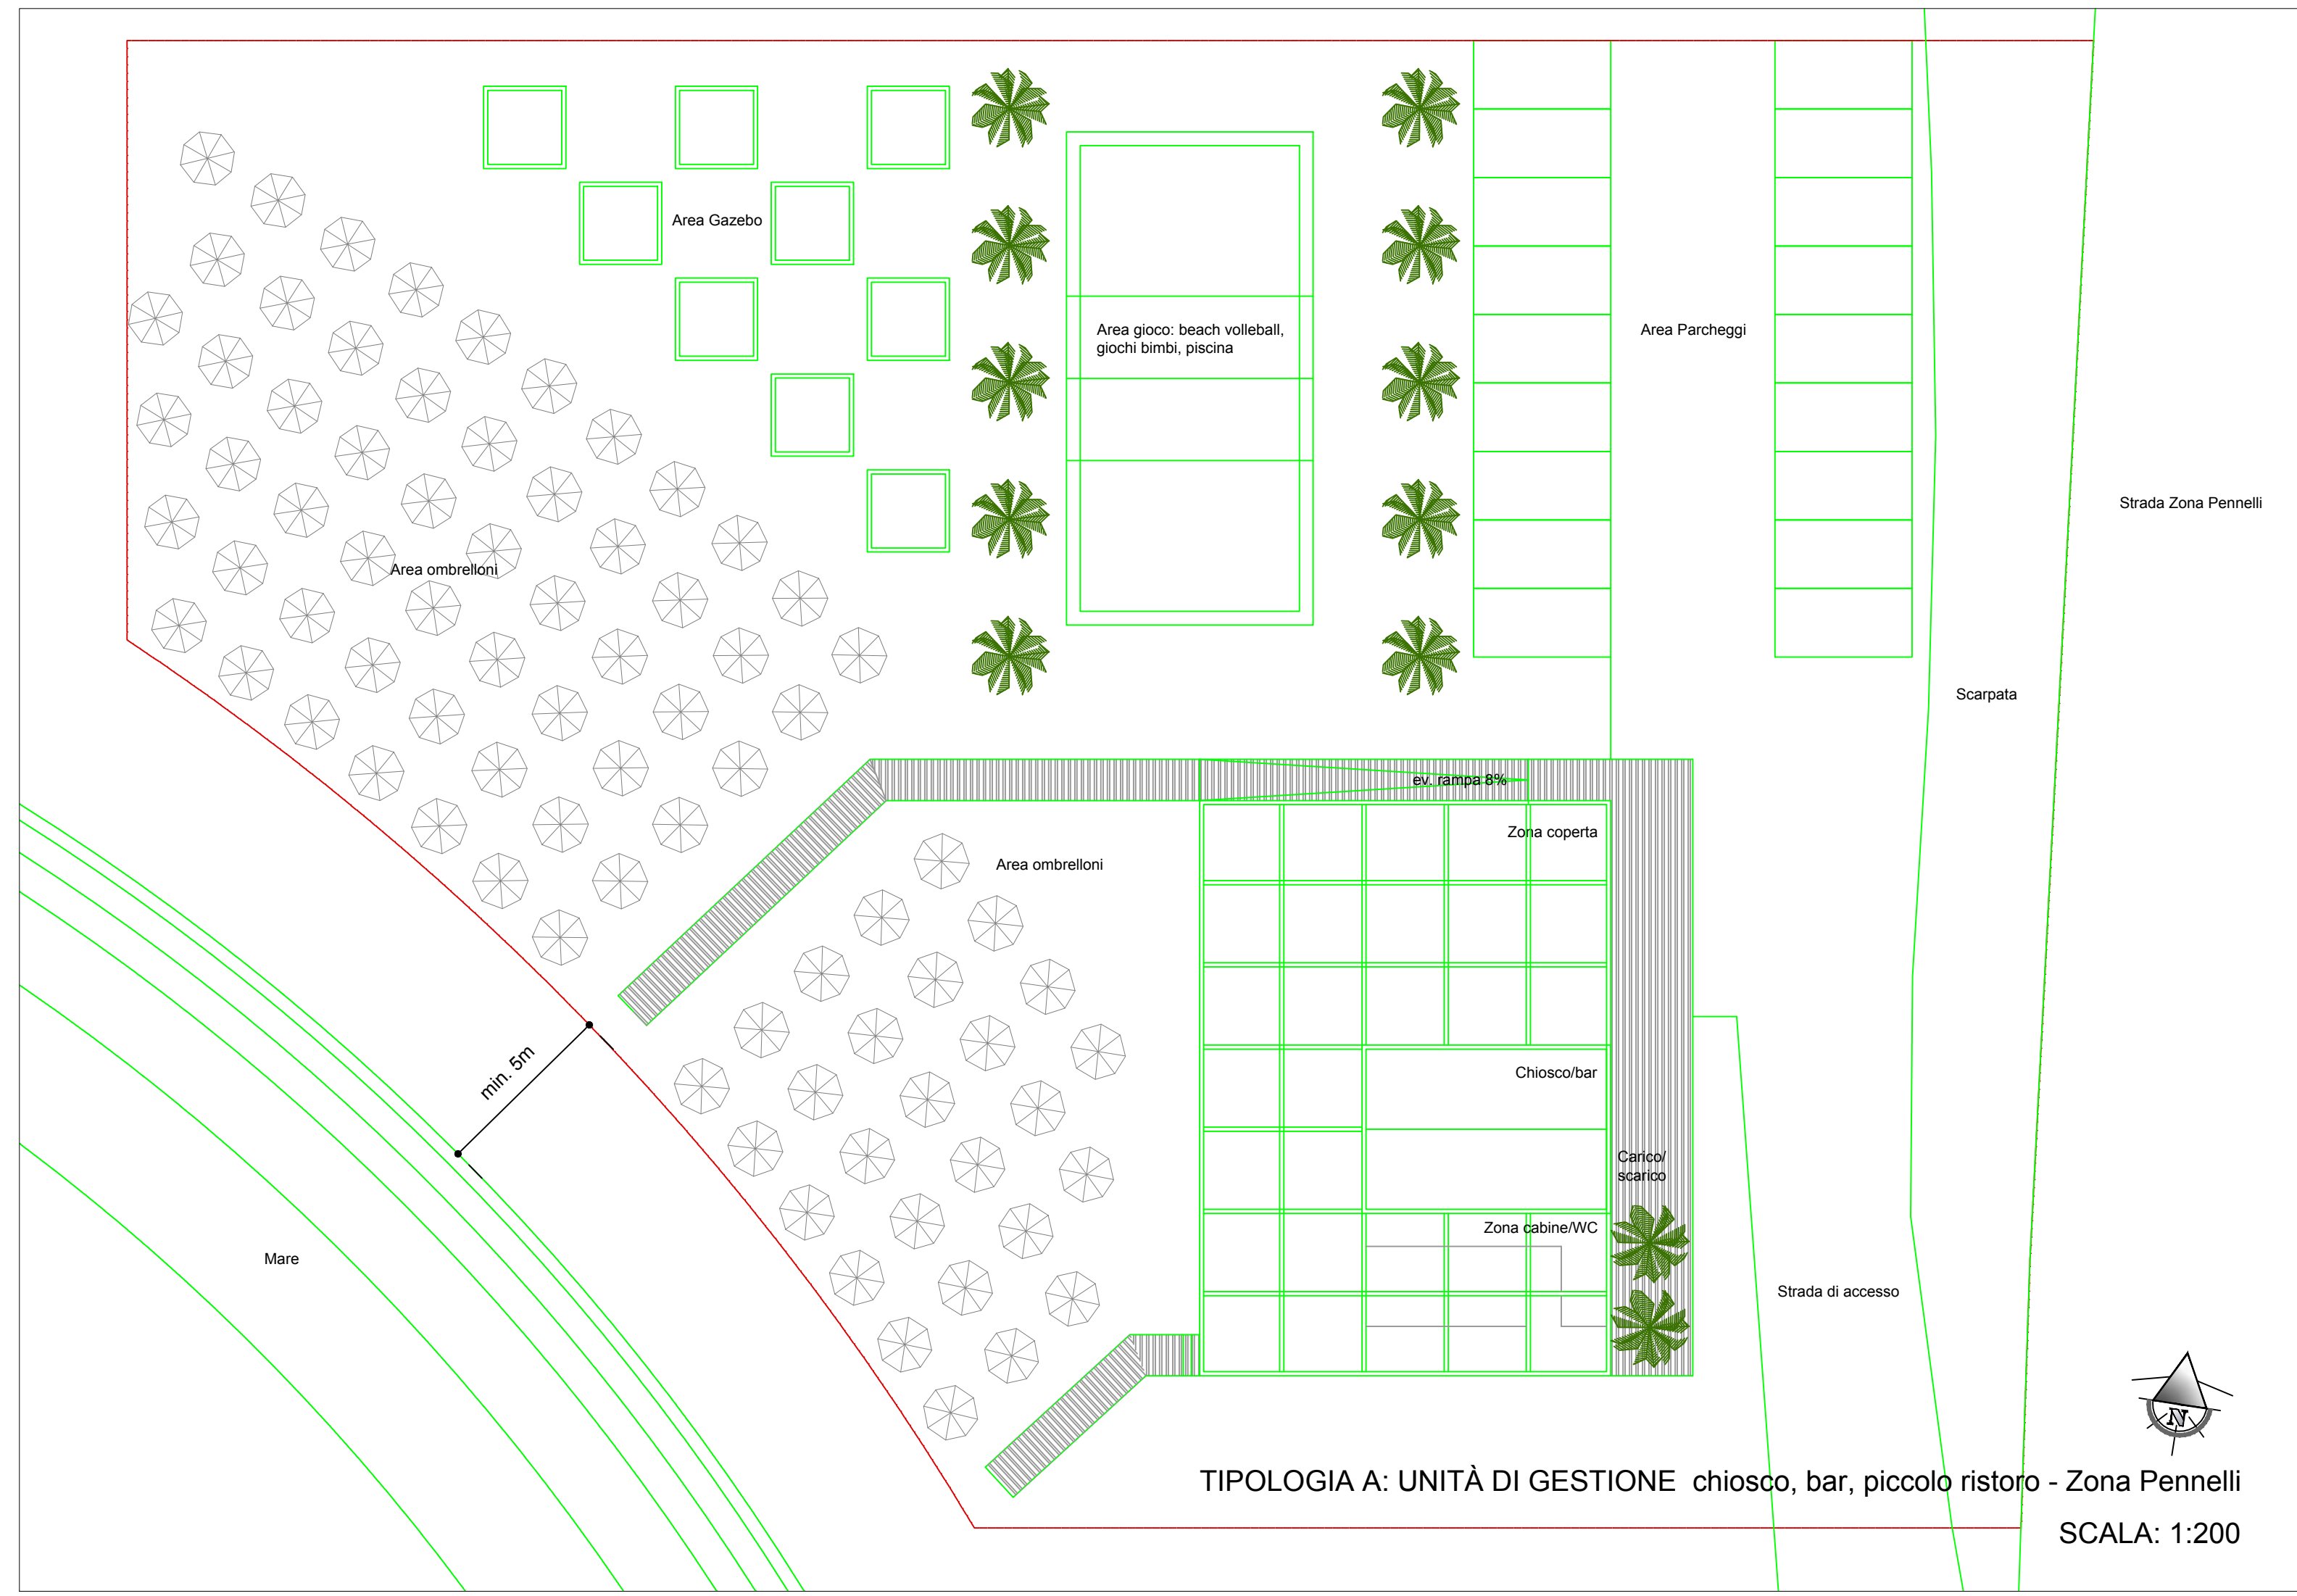 Area Gazebo
Area gioco: beach volleball,
giochi bimbi, piscina
Area Parcheggi
Strada Zona Pennelli
Area ombrelloni
Scarpata
ev. rampa 8%
Zona coperta
Area ombrelloni
min. 5m
Chiosco/bar
Carico/
scarico
Zona cabine/WC
Mare
Strada di accesso
N
TIPOLOGIA A: UNITÀ DI GESTIONE chiosco, bar, piccolo ristoro - Zona Pennelli
SCALA: 1:200